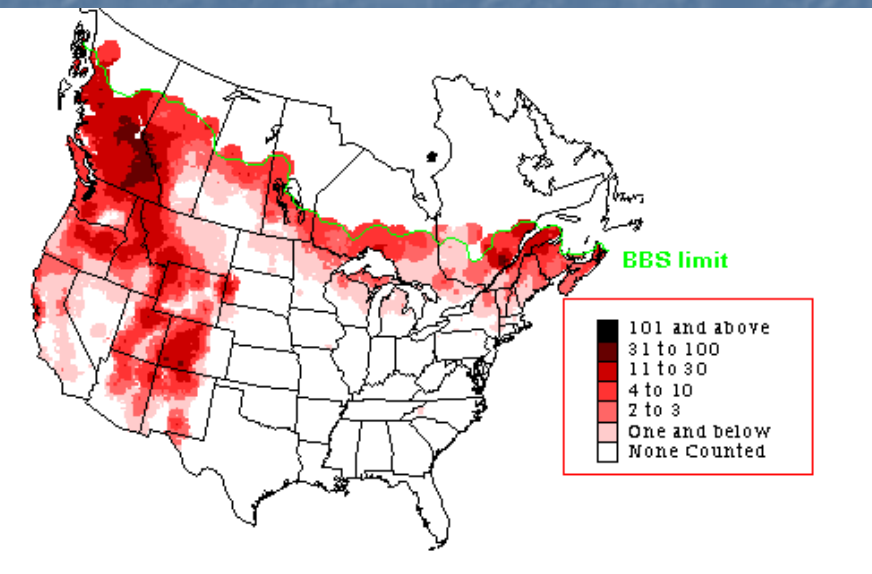 BBS limit
101 and above
31 to 100
11 to 30
4 to 10
2 to 3
One and below
None Counted